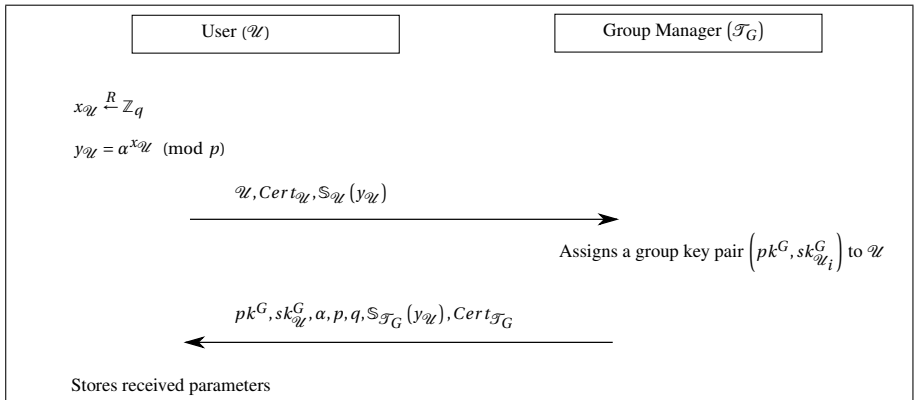 User (𝒰)
Group Manager (𝒯_G)
x_𝒰 ←^R ℤ_q
y_𝒰 = α^{x_𝒰} (mod p)
𝒰, Cert_𝒰, 𝕊_𝒰(y_𝒰)
Assigns a group key pair (pk^G, sk^G_{𝒰_i}) to 𝒰
pk^G, sk^G_𝒰, α, p, q, 𝕊_{𝒯_G}(y_𝒰), Cert_{𝒯_G}
Stores received parameters